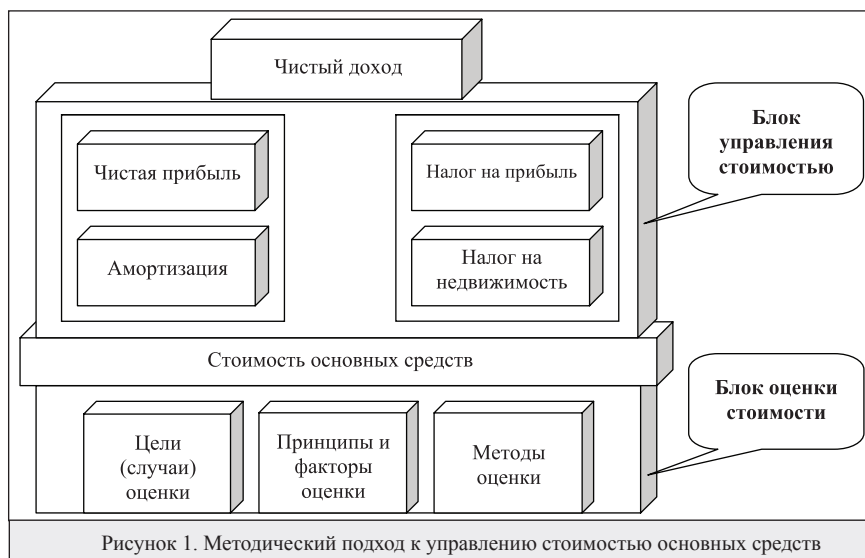 Чистый доход
Блок
управления
стоимостью
Чистая прибыль
Налог на прибыль
Амортизация
Налог на
недвижимость
Стоимость основных средств
Блок оценки
стоимости
Цели
(случаи)
оценки
Принципы и
факторы
оценки
Методы
оценки
Рисунок 1. Методический подход к управлению стоимостью основных средств